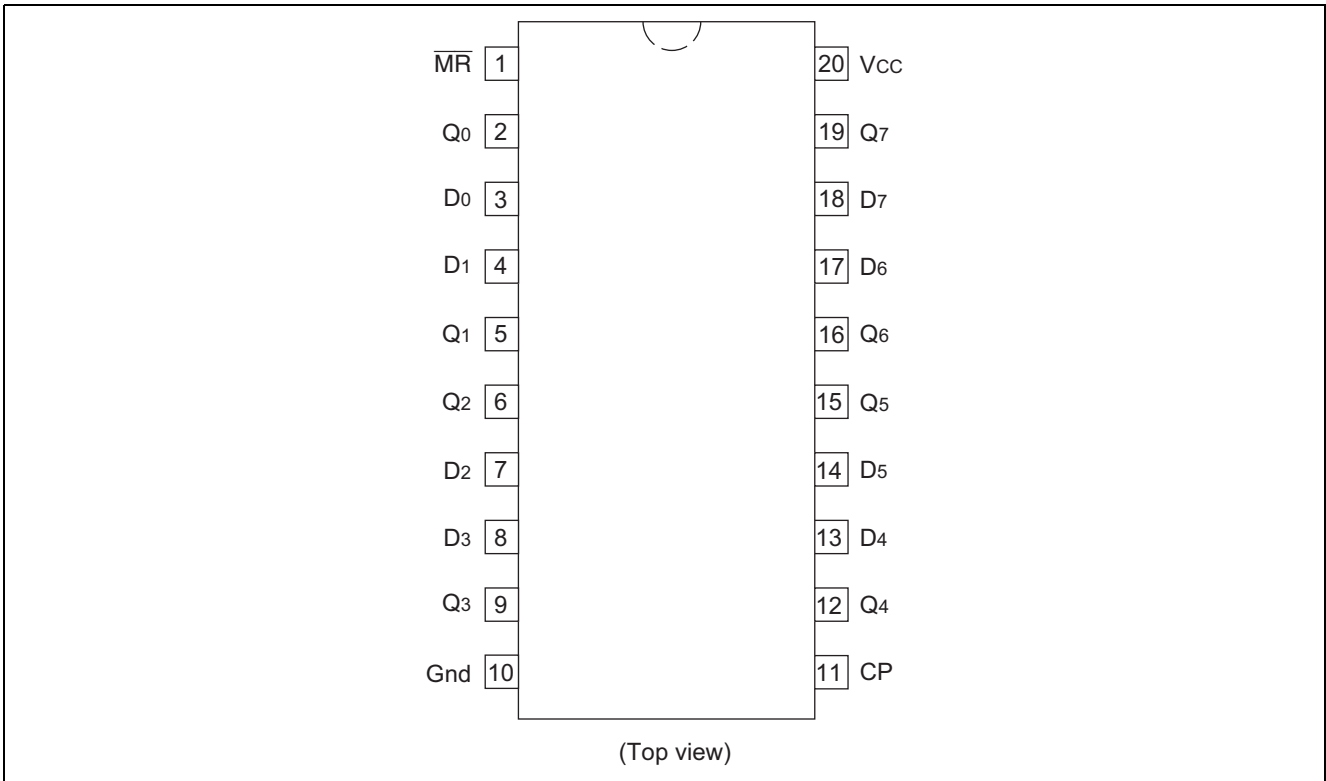 M̅R̅ 1 20 VCC
Q0 2 19 Q7
D0 3 18 D7
D1 4 17 D6
Q1 5 16 Q6
Q2 6 15 Q5
D2 7 14 D5
D3 8 13 D4
Q3 9 12 Q4
Gnd 10 11 CP
(Top view)